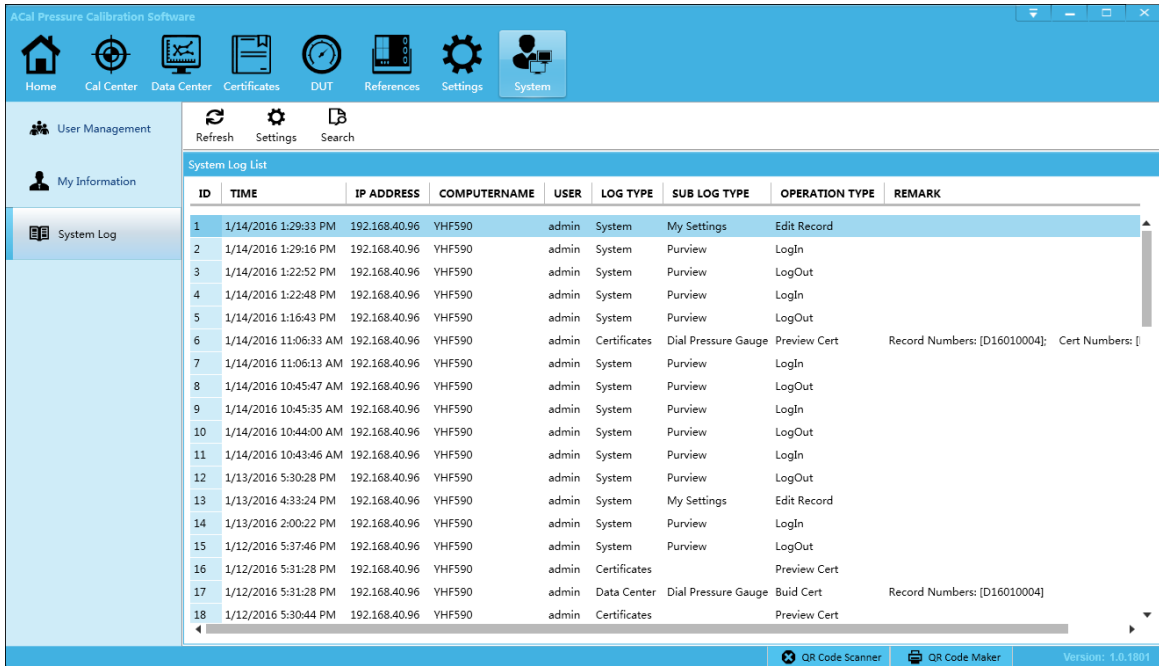 ACal Pressure Calibration Software
Home Cal Center Data Center Certificates DUT References Settings System
User Management
My Information
System Log
Refresh Settings Search
System Log List
ID TIME IP ADDRESS COMPUTERNAME USER LOG TYPE SUB LOG TYPE OPERATION TYPE REMARK
1 1/14/2016 1:29:33 PM 192.168.40.96 YHF590 admin System My Settings Edit Record
2 1/14/2016 1:29:16 PM 192.168.40.96 YHF590 admin System Purview LogIn
3 1/14/2016 1:22:52 PM 192.168.40.96 YHF590 admin System Purview LogOut
4 1/14/2016 1:22:48 PM 192.168.40.96 YHF590 admin System Purview LogIn
5 1/14/2016 1:16:43 PM 192.168.40.96 YHF590 admin System Purview LogOut
6 1/14/2016 11:06:33 AM 192.168.40.96 YHF590 admin Certificates Dial Pressure Gauge Preview Cert Record Numbers: [D16010004]; Cert Numbers: [
7 1/14/2016 11:06:13 AM 192.168.40.96 YHF590 admin System Purview LogIn
8 1/14/2016 10:45:47 AM 192.168.40.96 YHF590 admin System Purview LogOut
9 1/14/2016 10:45:35 AM 192.168.40.96 YHF590 admin System Purview LogIn
10 1/14/2016 10:44:00 AM 192.168.40.96 YHF590 admin System Purview LogOut
11 1/14/2016 10:43:46 AM 192.168.40.96 YHF590 admin System Purview LogIn
12 1/13/2016 5:30:28 PM 192.168.40.96 YHF590 admin System Purview LogOut
13 1/13/2016 4:33:24 PM 192.168.40.96 YHF590 admin System My Settings Edit Record
14 1/13/2016 2:00:22 PM 192.168.40.96 YHF590 admin System Purview LogIn
15 1/12/2016 5:37:46 PM 192.168.40.96 YHF590 admin System Purview LogOut
16 1/12/2016 5:31:28 PM 192.168.40.96 YHF590 admin Certificates Preview Cert
17 1/12/2016 5:31:28 PM 192.168.40.96 YHF590 admin Data Center Dial Pressure Gauge Buid Cert Record Numbers: [D16010004]
18 1/12/2016 5:30:44 PM 192.168.40.96 YHF590 admin Certificates Preview Cert
QR Code Scanner QR Code Maker Version: 1.0.1801